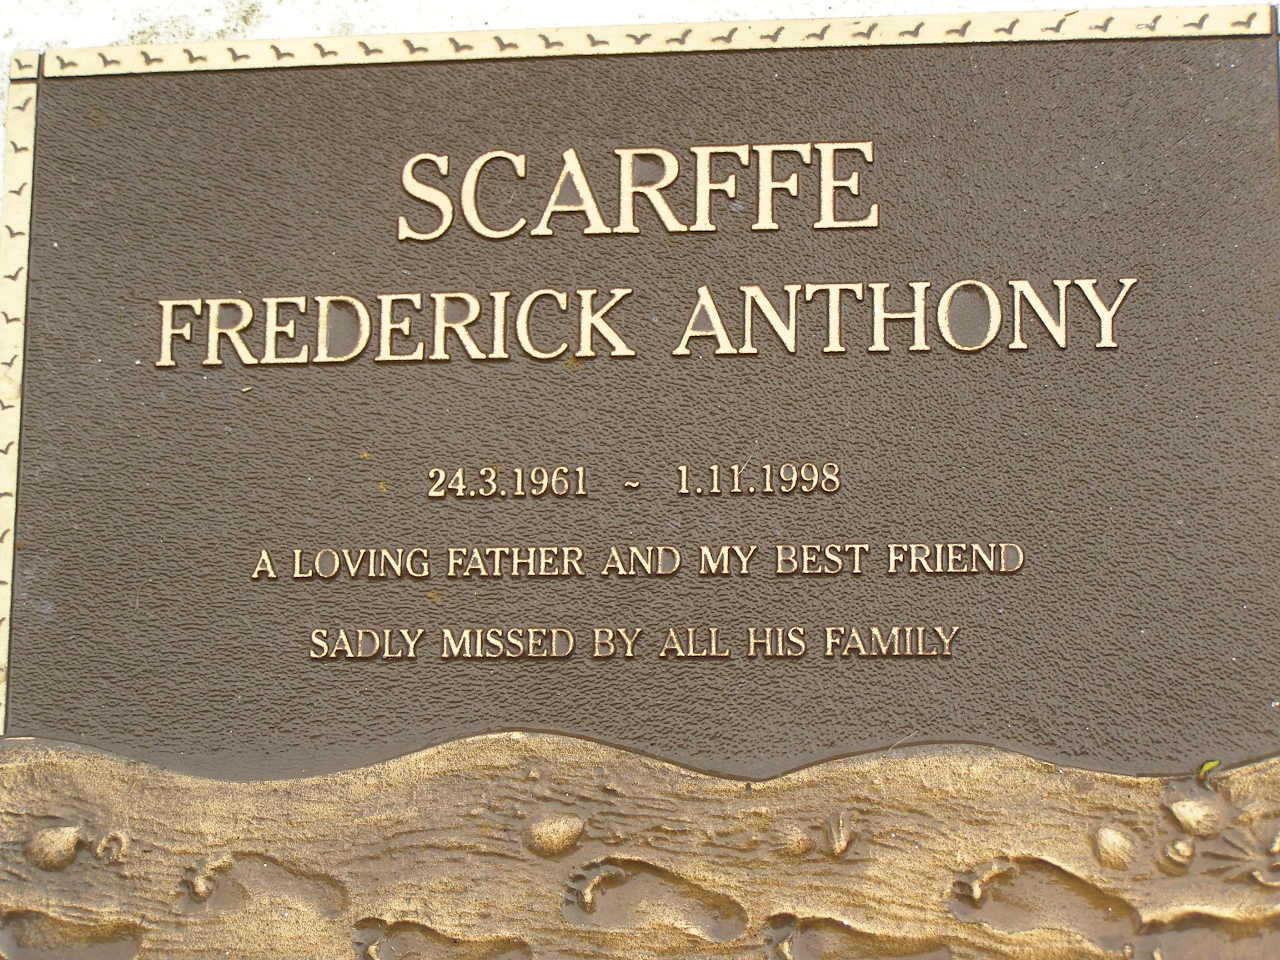 SCARFFE
FREDERICK ANTHONY
24.3.1961 ~ 1.11.1998
A LOVING FATHER AND MY BEST FRIEND
SADLY MISSED BY ALL HIS FAMILY